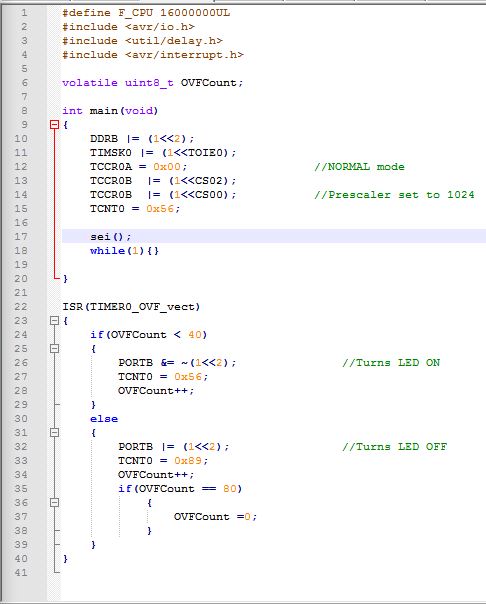 1 #define F_CPU 16000000UL
2 #include <avr/io.h>
3 #include <util/delay.h>
4 #include <avr/interrupt.h>
5
6 volatile uint8_t OVFCount;
7
8 int main(void)
9 {
10 DDRB |= (1<<2);
11 TIMSK0 |= (1<<TOIE0);
12 TCCR0A = 0x00; //NORMAL mode
13 TCCR0B |= (1<<CS02);
14 TCCR0B |= (1<<CS00); //Prescaler set to 1024
15 TCNT0 = 0x56;
16
17 sei();
18 while(1){}
19
20 }
21
22 ISR(TIMER0_OVF_vect)
23 {
24 if(OVFCount < 40)
25 {
26 PORTB &= ~(1<<2); //Turns LED ON
27 TCNT0 = 0x56;
28 OVFCount++;
29 }
30 else
31 {
32 PORTB |= (1<<2); //Turns LED OFF
33 TCNT0 = 0x89;
34 OVFCount++;
35 if(OVFCount == 80)
36 {
37 OVFCount =0;
38 }
39 }
40 }
41